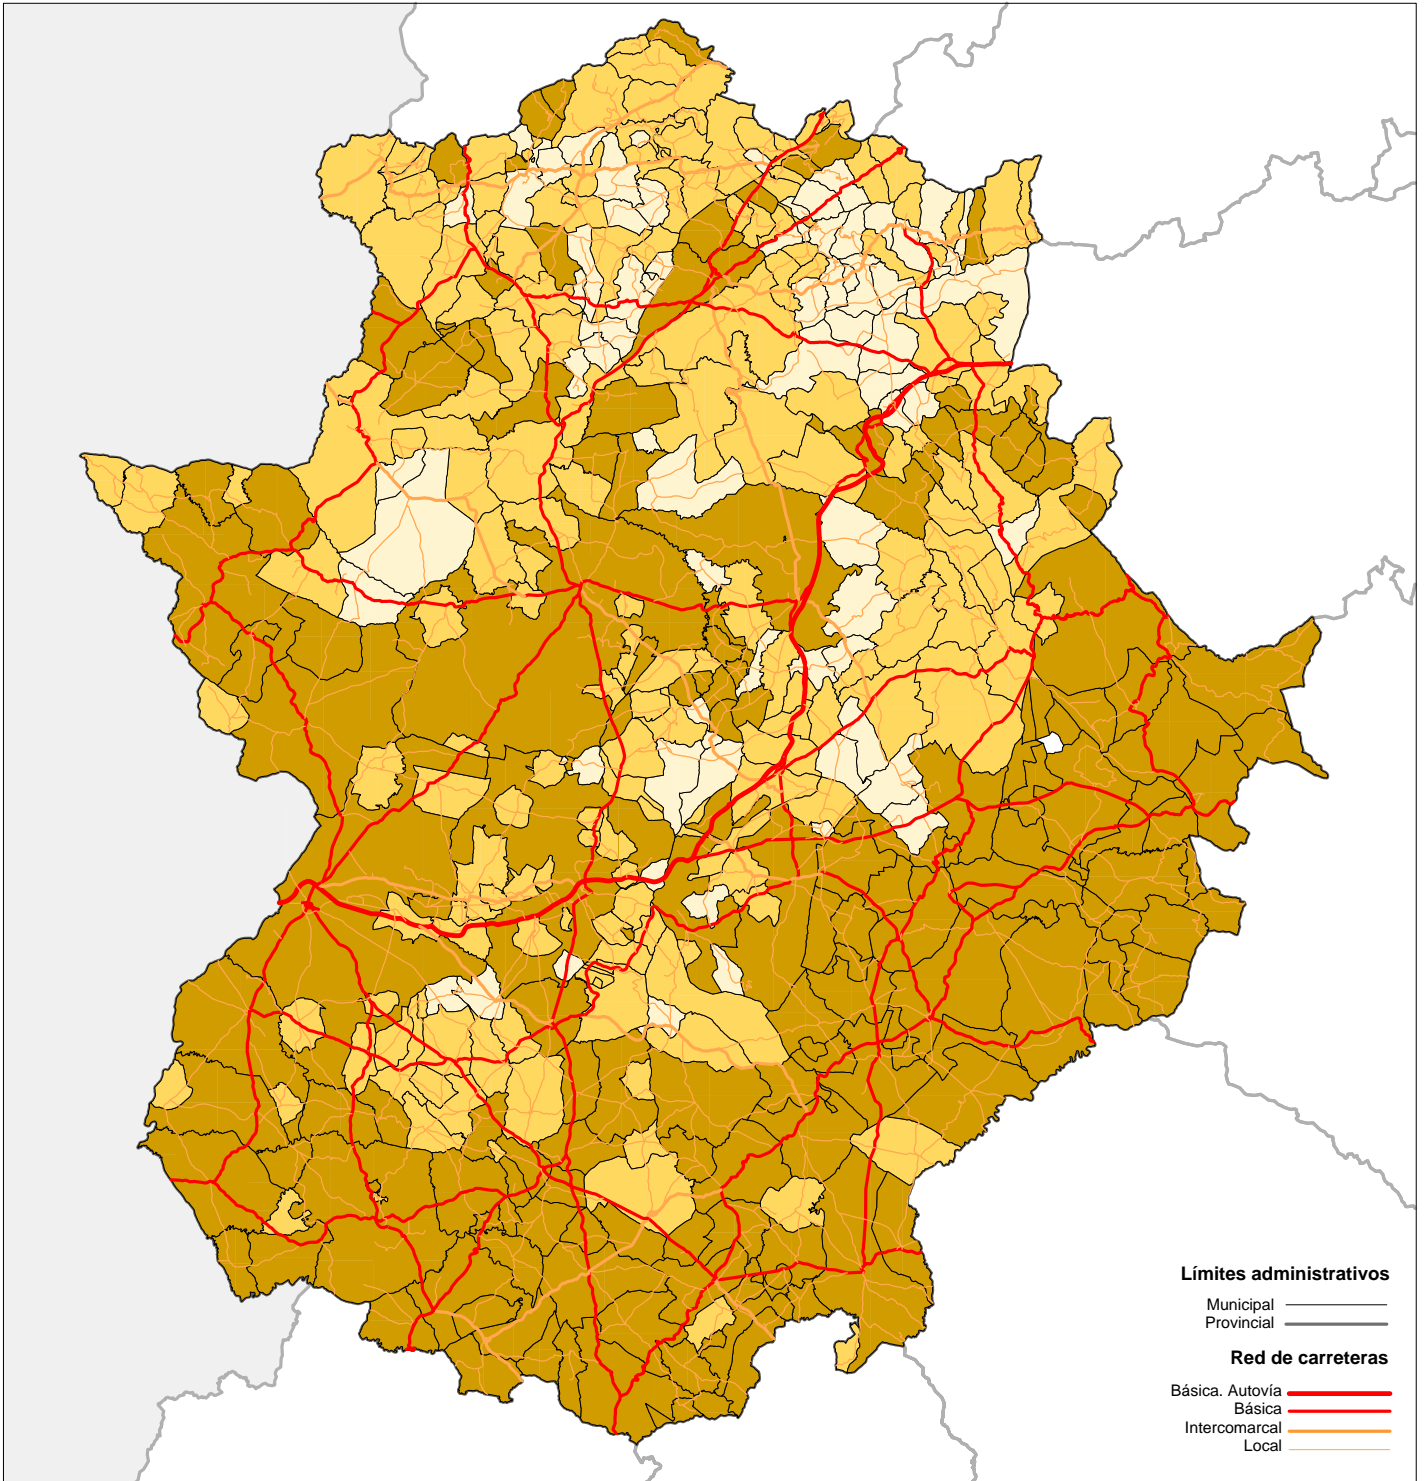 Límites administrativos
Municipal
Provincial
Red de carreteras
Básica. Autovía
Básica
Intercomarcal
Local